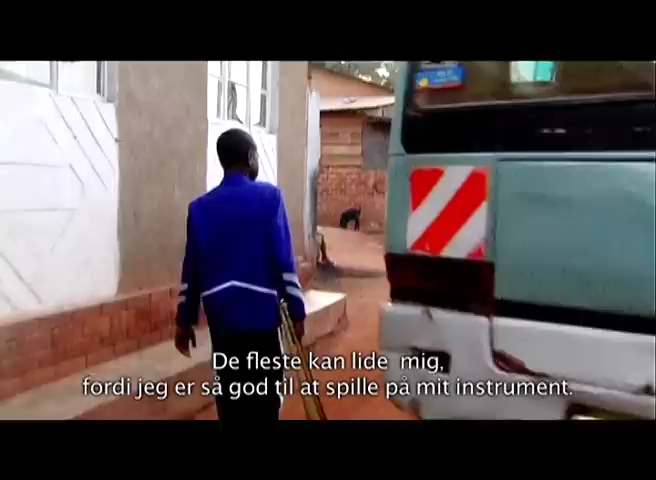 De fleste kan lide mig,
fordi jeg er så god til at spille på mit instrument.